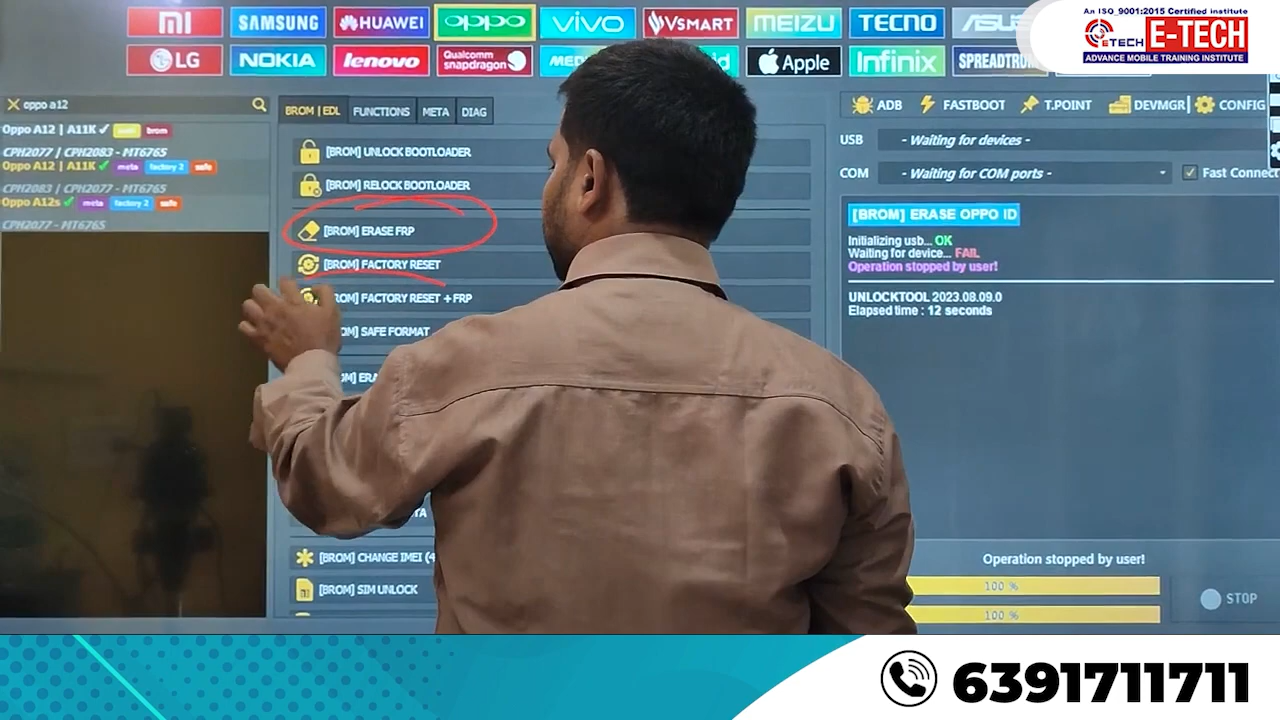 mi
SAMSUNG
HUAWEI
oppo
vivo
VSMART
MEIZU
TECNO
An ISO_9001:2015 Certified institute
ETECH E-TECH
ADVANCE MOBILE TRAINING INSTITUTE
LG
NOKIA
lenovo
Qualcomm
snapdragon
Apple
Infinix
oppo a12
BROM | EDL FUNCTIONS META DIAG
ADB FASTBOOT T.POINT DEVMGR CONFIG
Oppo A12 | A11K brom
CPH2077 / CPH2083 - MT6765
Oppo A12 | A11K meta factory 2 safe
CPH2083 / CPH2077 - MT6765
Oppo A12s meta factory 2 safe
CPH2077 - MT6765
[BROM] UNLOCK BOOTLOADER
[BROM] RELOCK BOOTLOADER
[BROM] ERASE FRP
[BROM] FACTORY RESET
[BROM] FACTORY RESET + FRP
SAFE FORMAT
[BROM] CHANGE IMEI (4
[BROM] SIM UNLOCK
USB - Waiting for devices -
COM - Waiting for COM ports - Fast Connect
[BROM] ERASE OPPO ID
Initializing usb... OK
Waiting for device... FAIL
Operation stopped by user!
UNLOCKTOOL 2023.08.09.0
Elapsed time : 12 seconds
Operation stopped by user!
100 %
100 %
STOP
6391711711